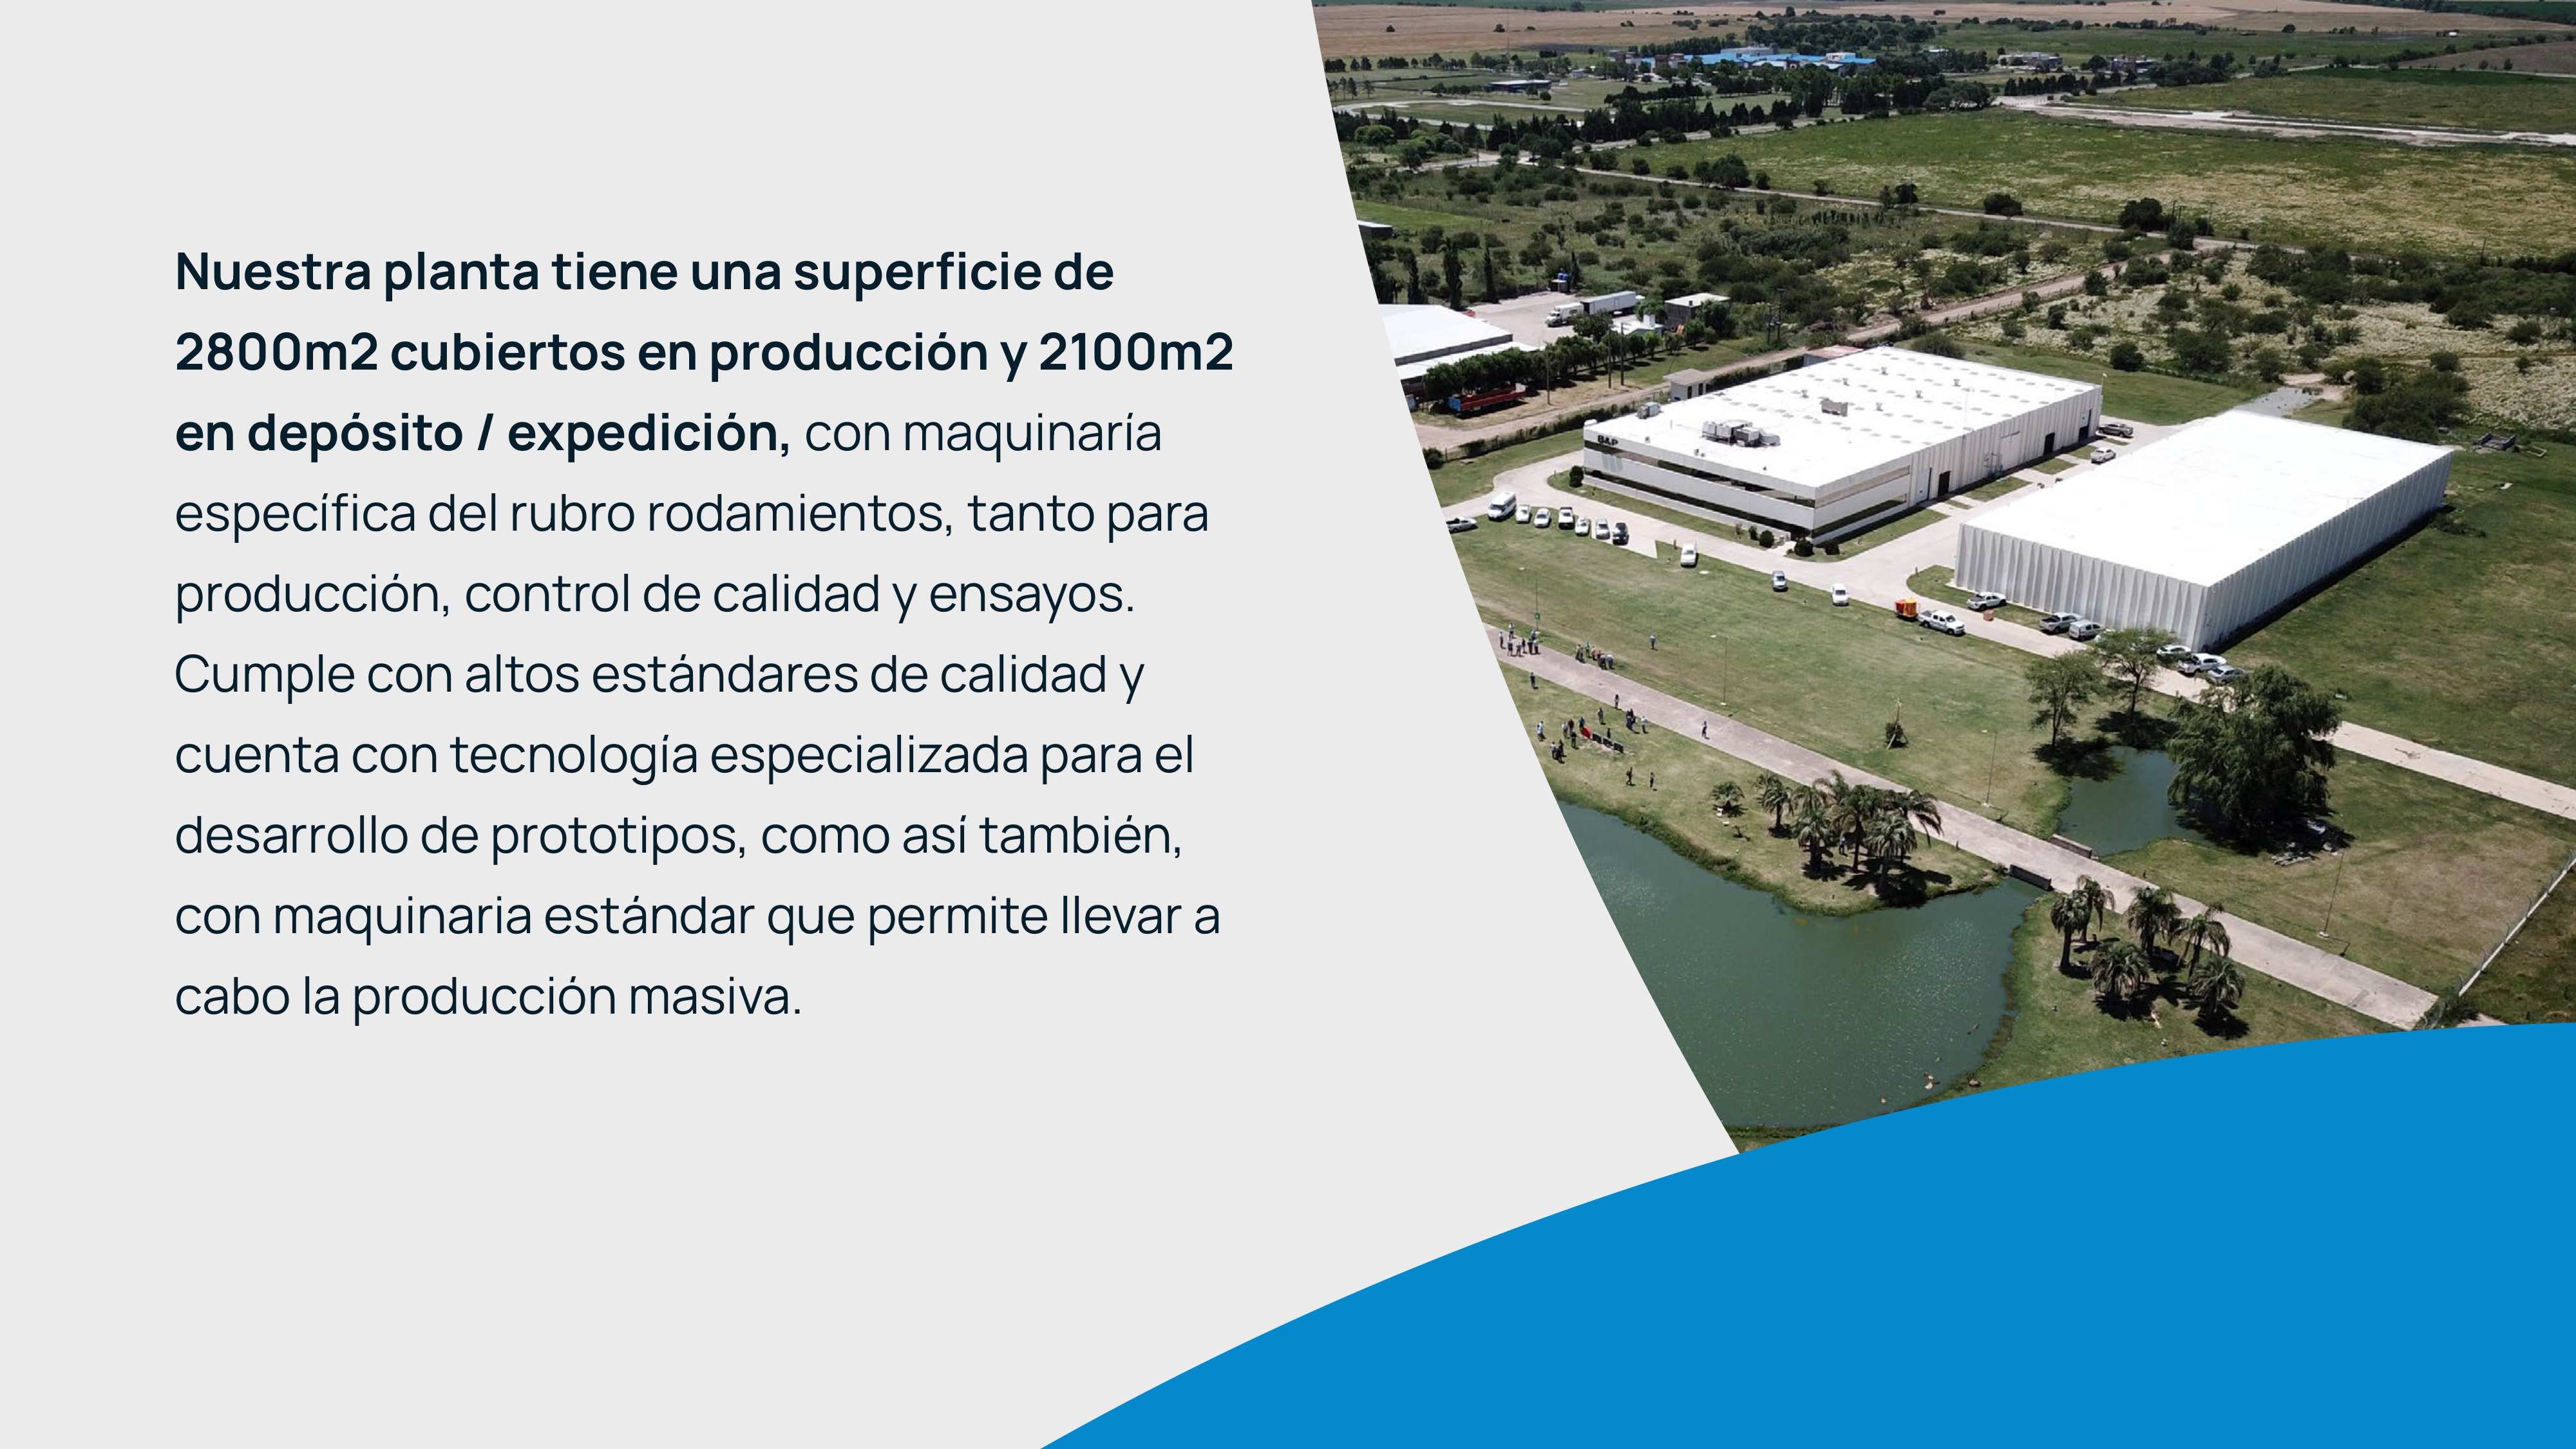 Nuestra planta tiene una superficie de
2800m2 cubiertos en producción y 2100m2
en depósito / expedición, con maquinaría
específica del rubro rodamientos, tanto para
producción, control de calidad y ensayos.
Cumple con altos estándares de calidad y
cuenta con tecnología especializada para el
desarrollo de prototipos, como así también,
con maquinaria estándar que permite llevar a
cabo la producción masiva.